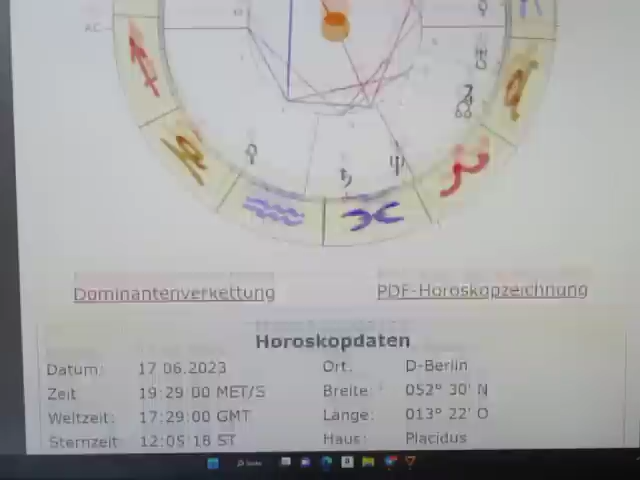 AC
Dominantenverkettung
PDF-Horoskopzeichnung
Horoskopdaten
Datum: 17.06.2023 Ort: D-Berlin
Zeit 19:29:00 MET/S Breite: 052° 30' N
Weltzeit: 17:29:00 GMT Länge: 013° 22' O
Sternzeit: 12:05:18 ST Haus: Placidus